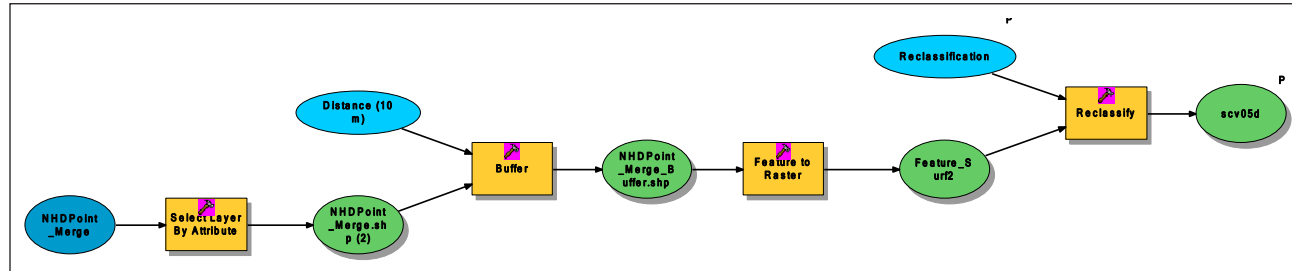 P
Reclassification
P
Distance (10
m)
Reclassify
scv05d
Buffer
NHDPoint
_Merge_B
uffer.shp
Feature to
Raster
Feature_S
urf2
NHDPoint
_Merge
Select Layer
By Attribute
NHDPoint
_Merge.sh
p (2)